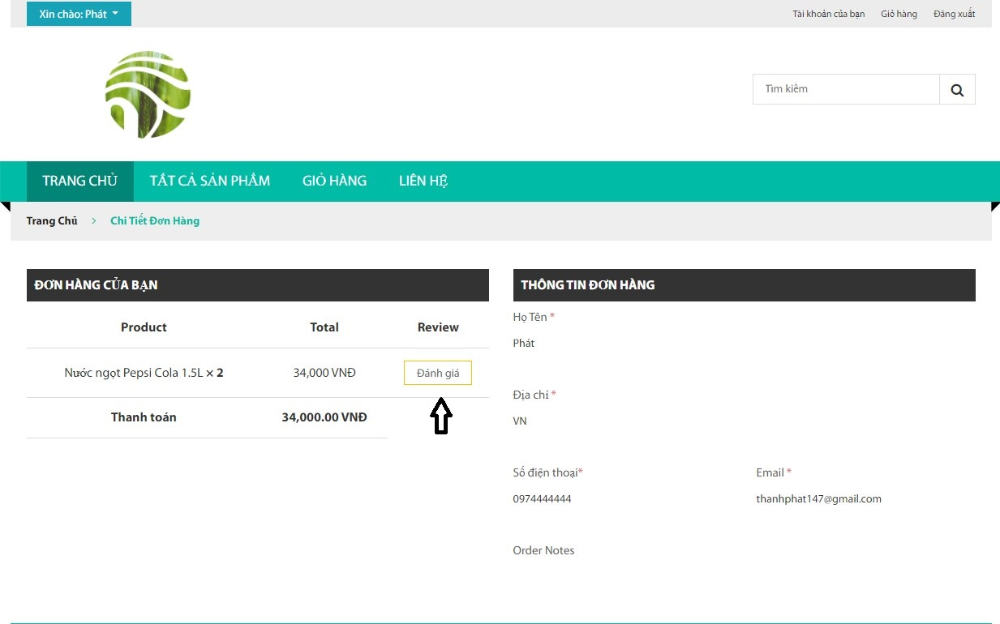 Xin chào: Phát
Tài khoản của bạn Giỏ hàng Đăng xuất
Tìm kiếm
TRANG CHỦ TẤT CẢ SẢN PHẨM GIỎ HÀNG LIÊN HỆ
Trang Chủ > Chi Tiết Đơn Hàng
ĐƠN HÀNG CỦA BẠN
Product Total Review
Nước ngọt Pepsi Cola 1.5L × 2 34,000 VNĐ Đánh giá
Thanh toán 34,000.00 VNĐ
THÔNG TIN ĐƠN HÀNG
Họ Tên *
Phát
Địa chỉ *
VN
Số điện thoại* Email *
0974444444 thanhphat147@gmail.com
Order Notes